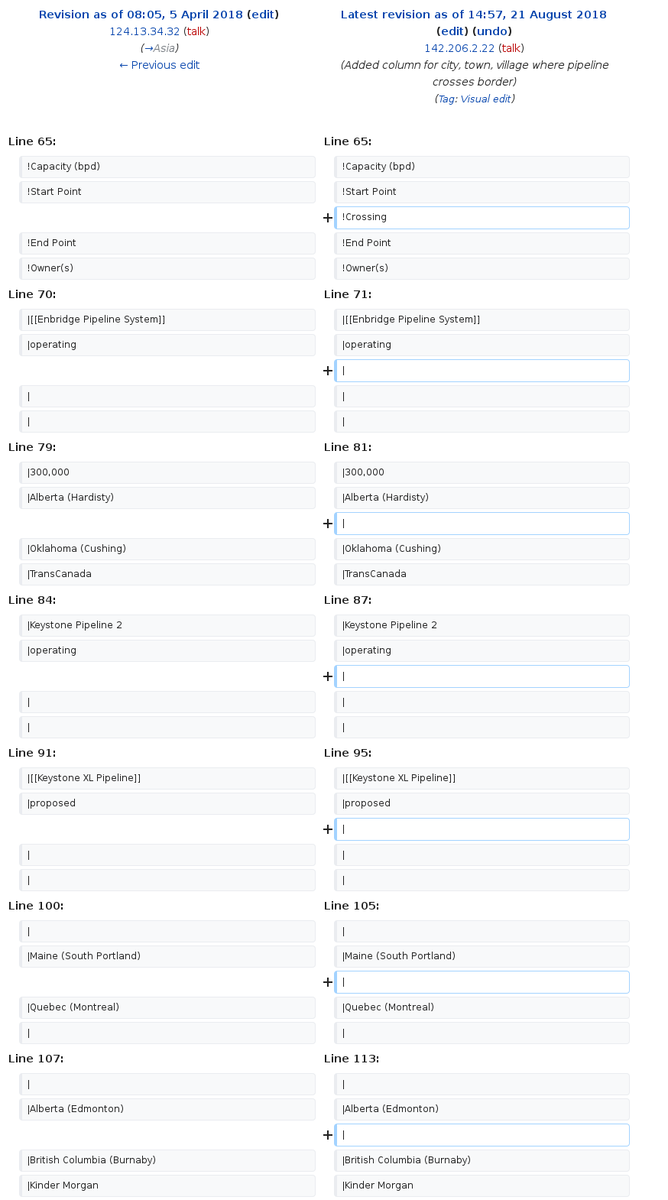 Revision as of 08:05, 5 April 2018 (edit)
124.13.34.32 (talk)
(→Asia)
← Previous edit
Latest revision as of 14:57, 21 August 2018
(edit) (undo)
142.206.2.22 (talk)
(Added column for city, town, village where pipeline
crosses border)
(Tag: Visual edit)
Line 65: Line 65:
!Capacity (bpd) !Capacity (bpd)
!Start Point !Start Point
+ !Crossing
!End Point !End Point
!Owner(s) !Owner(s)
Line 70: Line 71:
|[[Enbridge Pipeline System]] |[[Enbridge Pipeline System]]
|operating |operating
+ |
| |
| |
Line 79: Line 81:
|300,000 |300,000
|Alberta (Hardisty) |Alberta (Hardisty)
+ |
|Oklahoma (Cushing) |Oklahoma (Cushing)
|TransCanada |TransCanada
Line 84: Line 87:
|Keystone Pipeline 2 |Keystone Pipeline 2
|operating |operating
+ |
| |
| |
Line 91: Line 95:
|[[Keystone XL Pipeline]] |[[Keystone XL Pipeline]]
|proposed |proposed
+ |
| |
| |
Line 100: Line 105:
| |
|Maine (South Portland) |Maine (South Portland)
+ |
|Quebec (Montreal) |Quebec (Montreal)
| |
Line 107: Line 113:
| |
|Alberta (Edmonton) |Alberta (Edmonton)
+ |
|British Columbia (Burnaby) |British Columbia (Burnaby)
|Kinder Morgan |Kinder Morgan